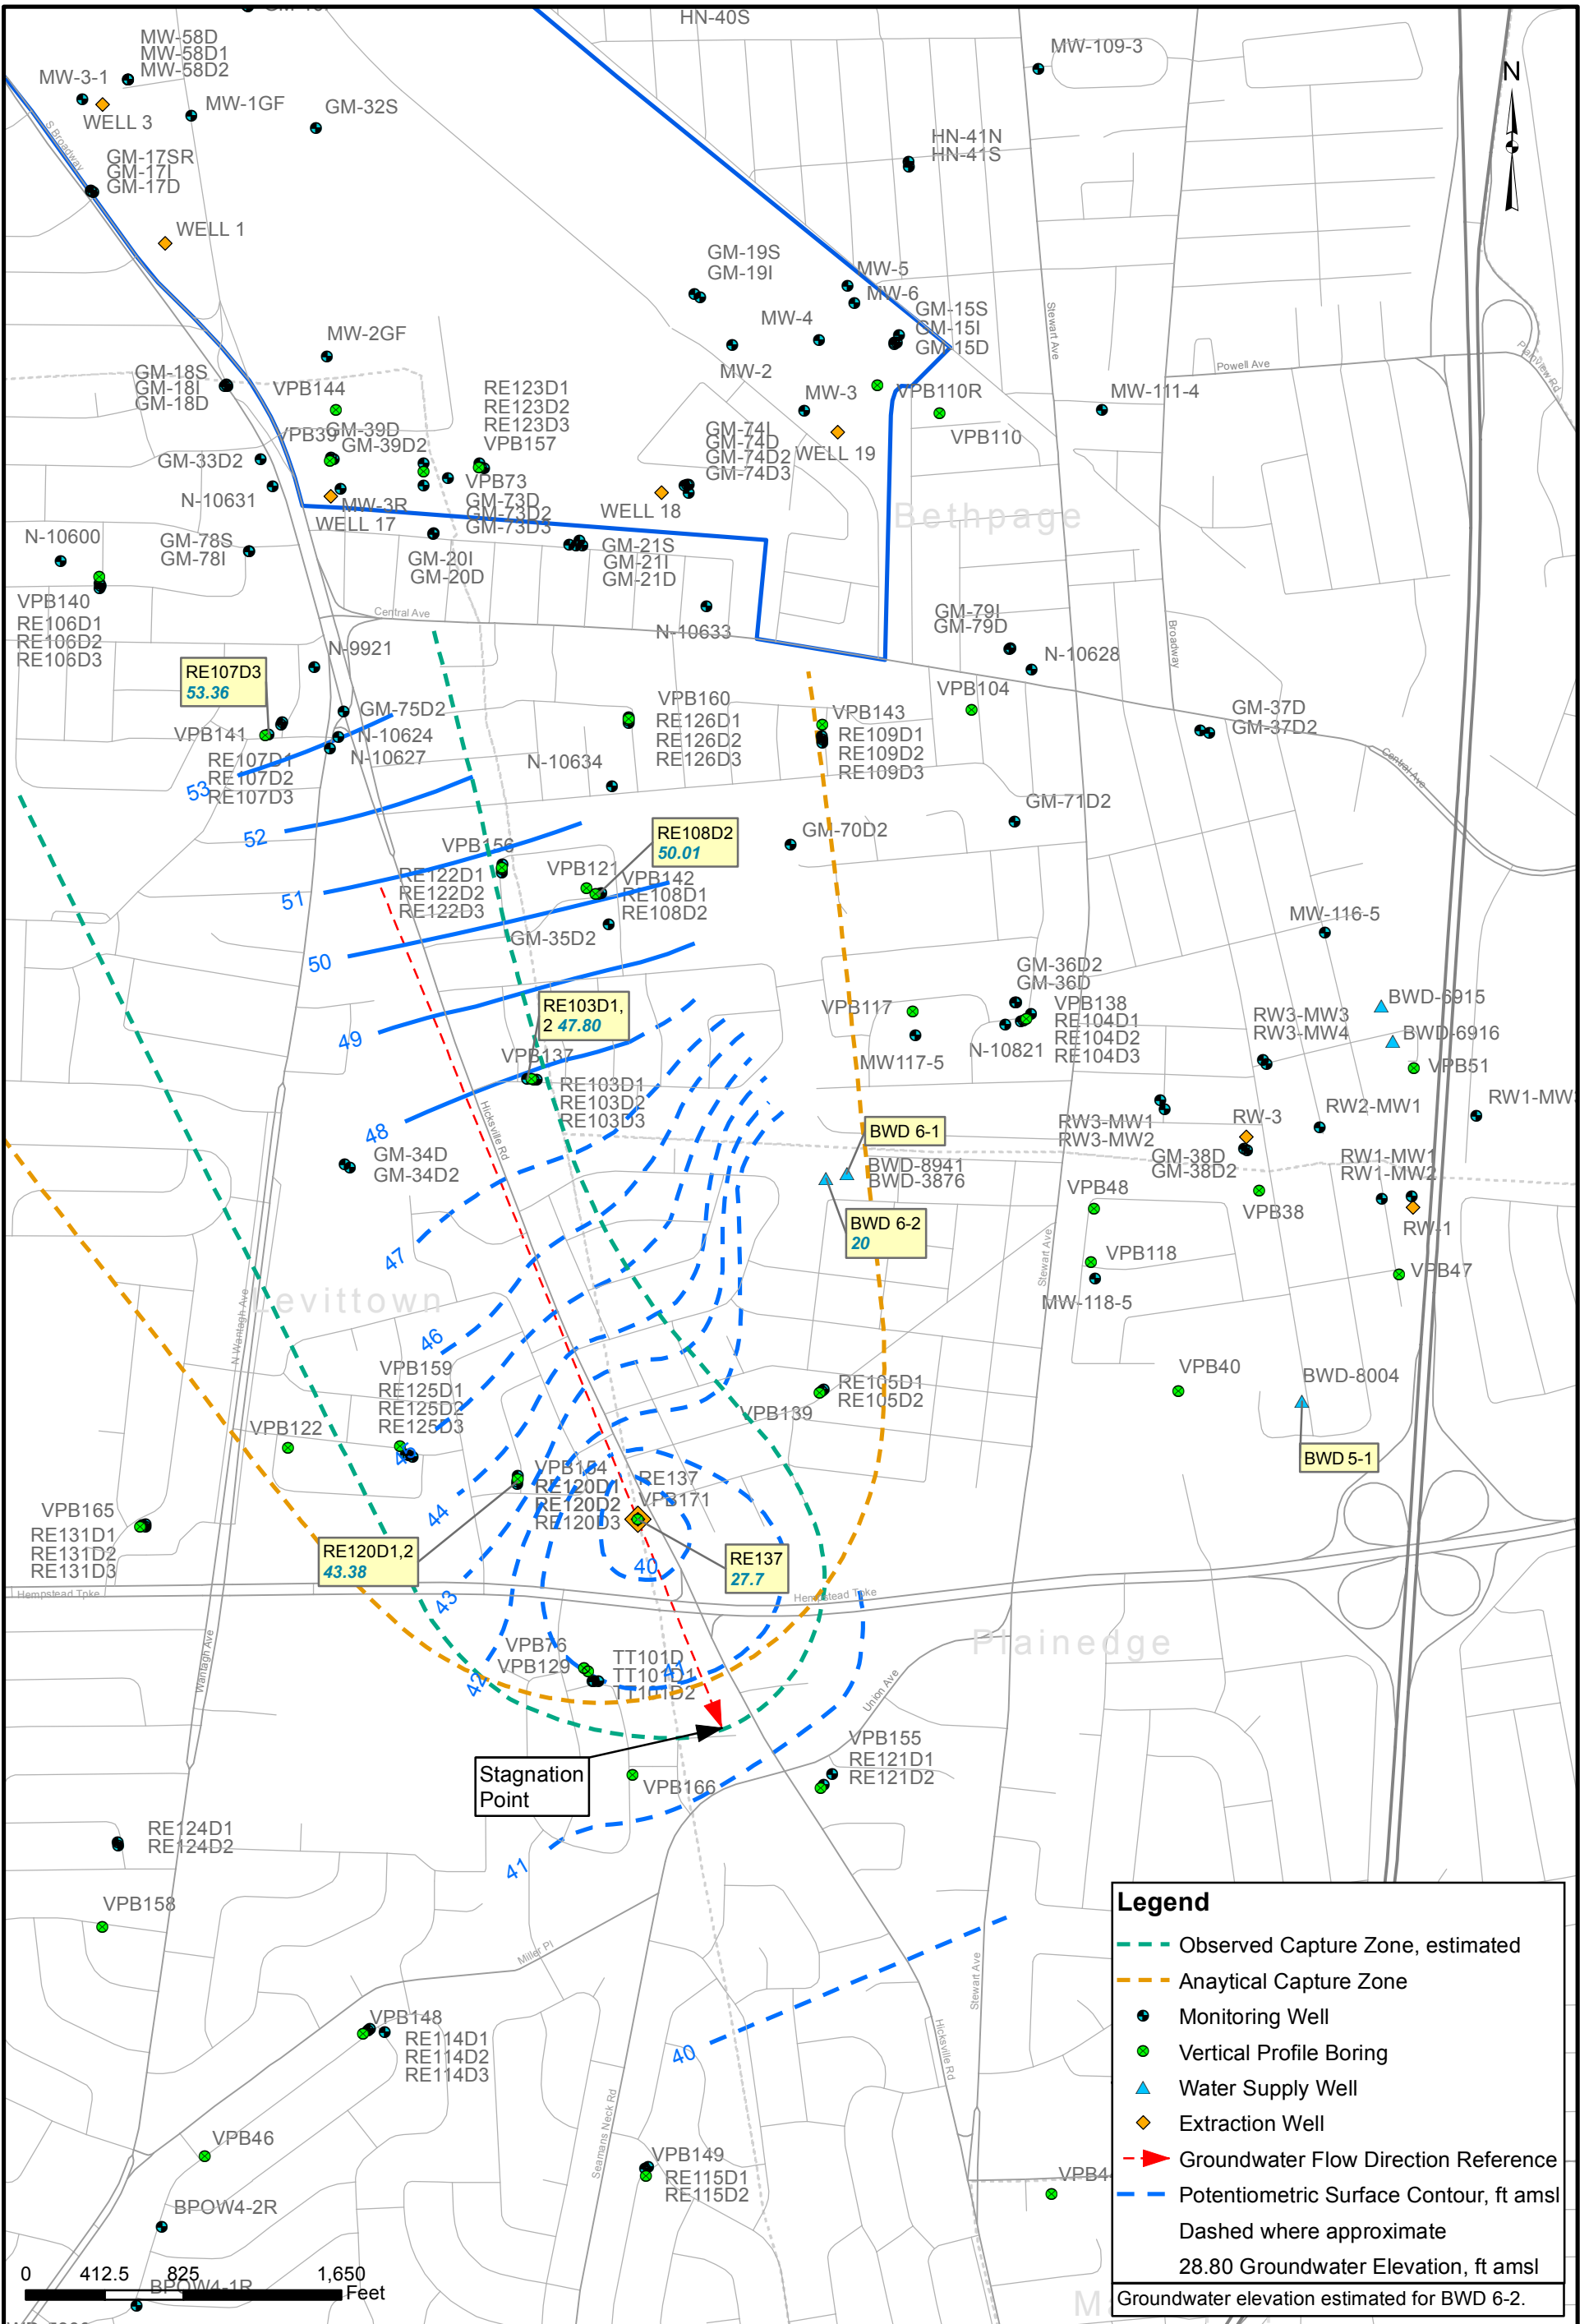 HN-40S
MW-58D
MW-58D1
MW-58D2
MW-109-3
MW-3-1
N
WELL 3
MW-1GF
GM-32S
S Broadway
HN-41N
HN-41S
GM-17SR
GM-17I
GM-17D
WELL 1
GM-19S
GM-19I
MW-5
MW-6
GM-15S
GM-15I
GM-15D
MW-4
Stewart Ave
MW-2GF
MW-2
Powell Ave
Plainview Rd
GM-18S
GM-18I
GM-18D
VPB144
RE123D1
RE123D2
RE123D3
VPB157
MW-3
VPB110R
MW-111-4
VPB110
VPB39
GM-39D
GM-39D2
GM-74I
GM-74D
GM-74D2
GM-74D3
WELL 19
GM-33D2
VPB73
GM-73D
GM-73D2
GM-73D3
N-10631
MW-3R
WELL 17
WELL 18
Bethpage
N-10600
GM-78S
GM-78I
GM-20I
GM-20D
GM-21S
GM-21I
GM-21D
VPB140
RE106D1
RE106D2
RE106D3
Central Ave
N-10633
GM-79I
GM-79D
Broadway
N-9921
N-10628
RE107D3
53.36
VPB160
RE126D1
RE126D2
RE126D3
VPB104
GM-75D2
VPB143
RE109D1
RE109D2
RE109D3
GM-37D
GM-37D2
VPB141
N-10624
N-10627
RE107D1
RE107D2
RE107D3
N-10634
Central Ave
53
GM-71D2
52
RE108D2
50.01
GM-70D2
VPB156
RE122D1
RE122D2
RE122D3
VPB121
VPB142
RE108D1
RE108D2
51
MW-116-5
GM-35D2
50
GM-36D2
GM-36D
RE103D1,
2 47.80
VPB117
VPB138
RE104D1
RE104D2
RE104D3
BWD-6915
RW3-MW3
RW3-MW4
BWD-6916
49
N-10821
MW117-5
VPB137
RE103D1
RE103D2
RE103D3
VPB51
RW1-MW
Hicksville Rd
48
BWD 6-1
RW3-MW1
RW3-MW2
RW-3
RW2-MW1
GM-34D
GM-34D2
BWD-8941
BWD-3876
GM-38D
GM-38D2
RW1-MW1
RW1-MW2
VPB48
VPB38
BWD 6-2
20
RW-1
47
Stewart Ave
VPB118
VPB47
Levittown
MW-118-5
N Wantagh Ave
46
VPB159
RE125D1
RE125D2
RE125D3
VPB40
BWD-8004
RE105D1
RE105D2
VPB139
VPB122
45
BWD 5-1
VPB154
RE120D1
RE120D2
RE120D3
RE137
VPB171
44
VPB165
RE131D1
RE131D2
RE131D3
RE120D1,2
43.38
RE137
27.7
40
Hempstead Tpke
Hempstead Tpke
43
Plainedge
Wantagh Ave
VPB76
VPB129
TT101D
TT101D1
TT101D2
41
42
Union Ave
VPB155
RE121D1
RE121D2
Stagnation
Point
VPB166
RE124D1
RE124D2
41
VPB158
Miller Pl
Stewart Ave
Hicksville Rd
VPB148
RE114D1
RE114D2
RE114D3
40
Seamans Neck Rd
VPB46
VPB149
RE115D1
RE115D2
BPOW4-2R
BPOW4-1R
0 412.5 825 1,650
Feet
Legend
Observed Capture Zone, estimated
Anaytical Capture Zone
Monitoring Well
Vertical Profile Boring
Water Supply Well
Extraction Well
Groundwater Flow Direction Reference
Potentiometric Surface Contour, ft amsl
Dashed where approximate
28.80 Groundwater Elevation, ft amsl
Groundwater elevation estimated for BWD 6-2.